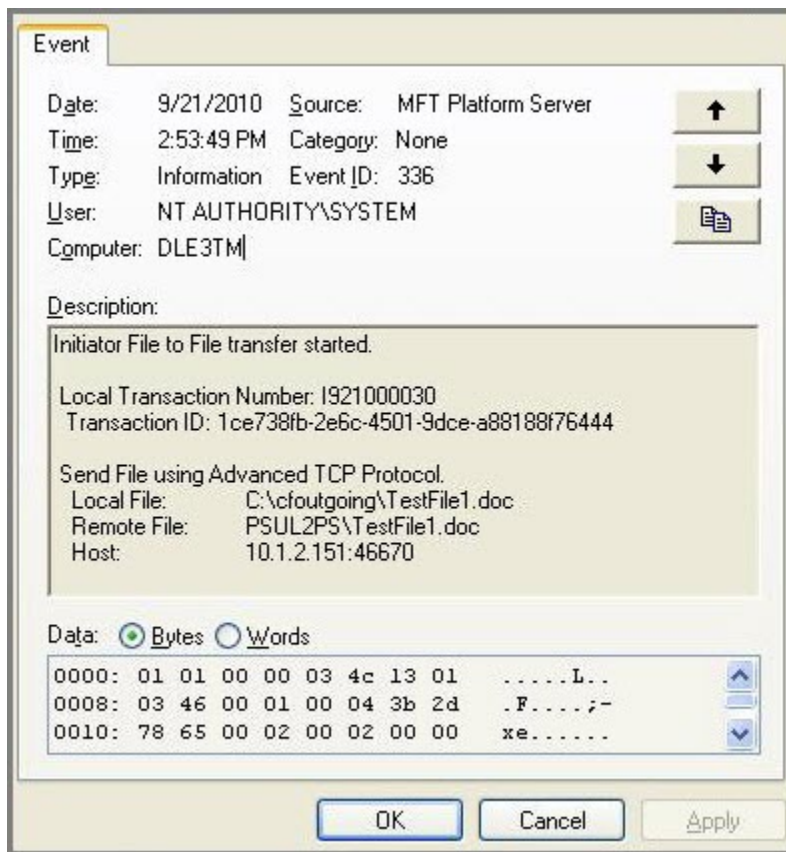 Event
Date: 9/21/2010 Source: MFT Platform Server
Time: 2:53:49 PM Category: None
Type: Information Event ID: 336
User: NT AUTHORITY\SYSTEM
Computer: DLE3TM
Description:
Initiator File to File transfer started.
Local Transaction Number: I921000030
Transaction ID: 1ce738fb-2e6c-4501-9dce-a88188f76444
Send File using Advanced TCP Protocol.
Local File: C:\cfoutgoing\TestFile1.doc
Remote File: PSUL2PS\TestFile1.doc
Host: 10.1.2.151:46670
Data: Bytes Words
0000: 01 01 00 00 03 4c 13 01 .....L..
0008: 03 46 00 01 00 04 3b 2d .F....;-
0010: 78 65 00 02 00 02 00 00 xe......
OK Cancel Apply